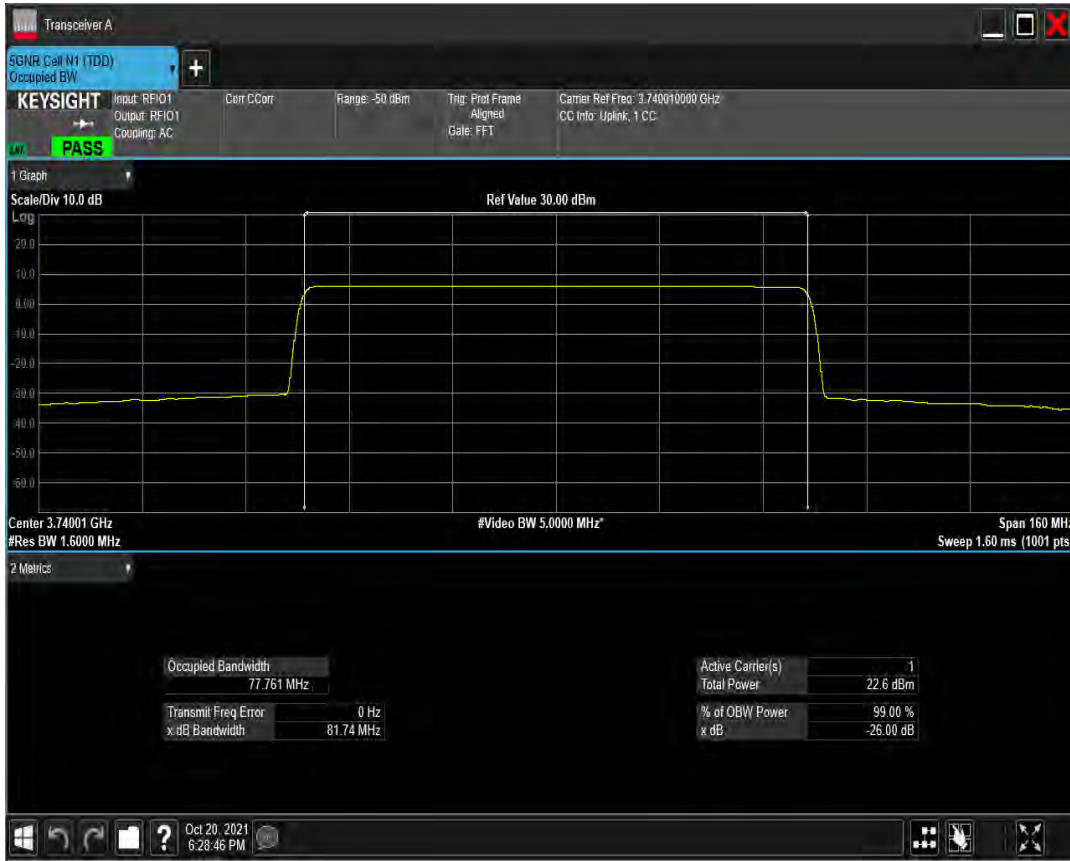 Transceiver A
5GNR Cell N1 (TDD)
Occupied BW
+
KEYSIGHT
Input: RFIO1
Output: RFIO1
Coupling: AC
PASS
Corr CCorr
Range: -50 dBm
Trig: Prot Frame
Aligned
Gate: FFT
Carrier Ref Freq: 3.740010000 GHz
CC Info: Uplink, 1 CC
1 Graph
Scale/Div 10.0 dB
Ref Value 30.00 dBm
Log
20.0
10.0
0.00
-10.0
-20.0
-30.0
-40.0
-50.0
-60.0
Center 3.74001 GHz
#Video BW 5.0000 MHz*
Span 160 MHz
#Res BW 1.6000 MHz
Sweep 1.60 ms (1001 pts
2 Metrics
Occupied Bandwidth
77.761 MHz
Transmit Freq Error 0 Hz
x dB Bandwidth 81.74 MHz
Active Carrier(s) 1
Total Power 22.6 dBm
% of OBW Power 99.00 %
x dB -26.00 dB
?
Oct 20, 2021
6:28:46 PM